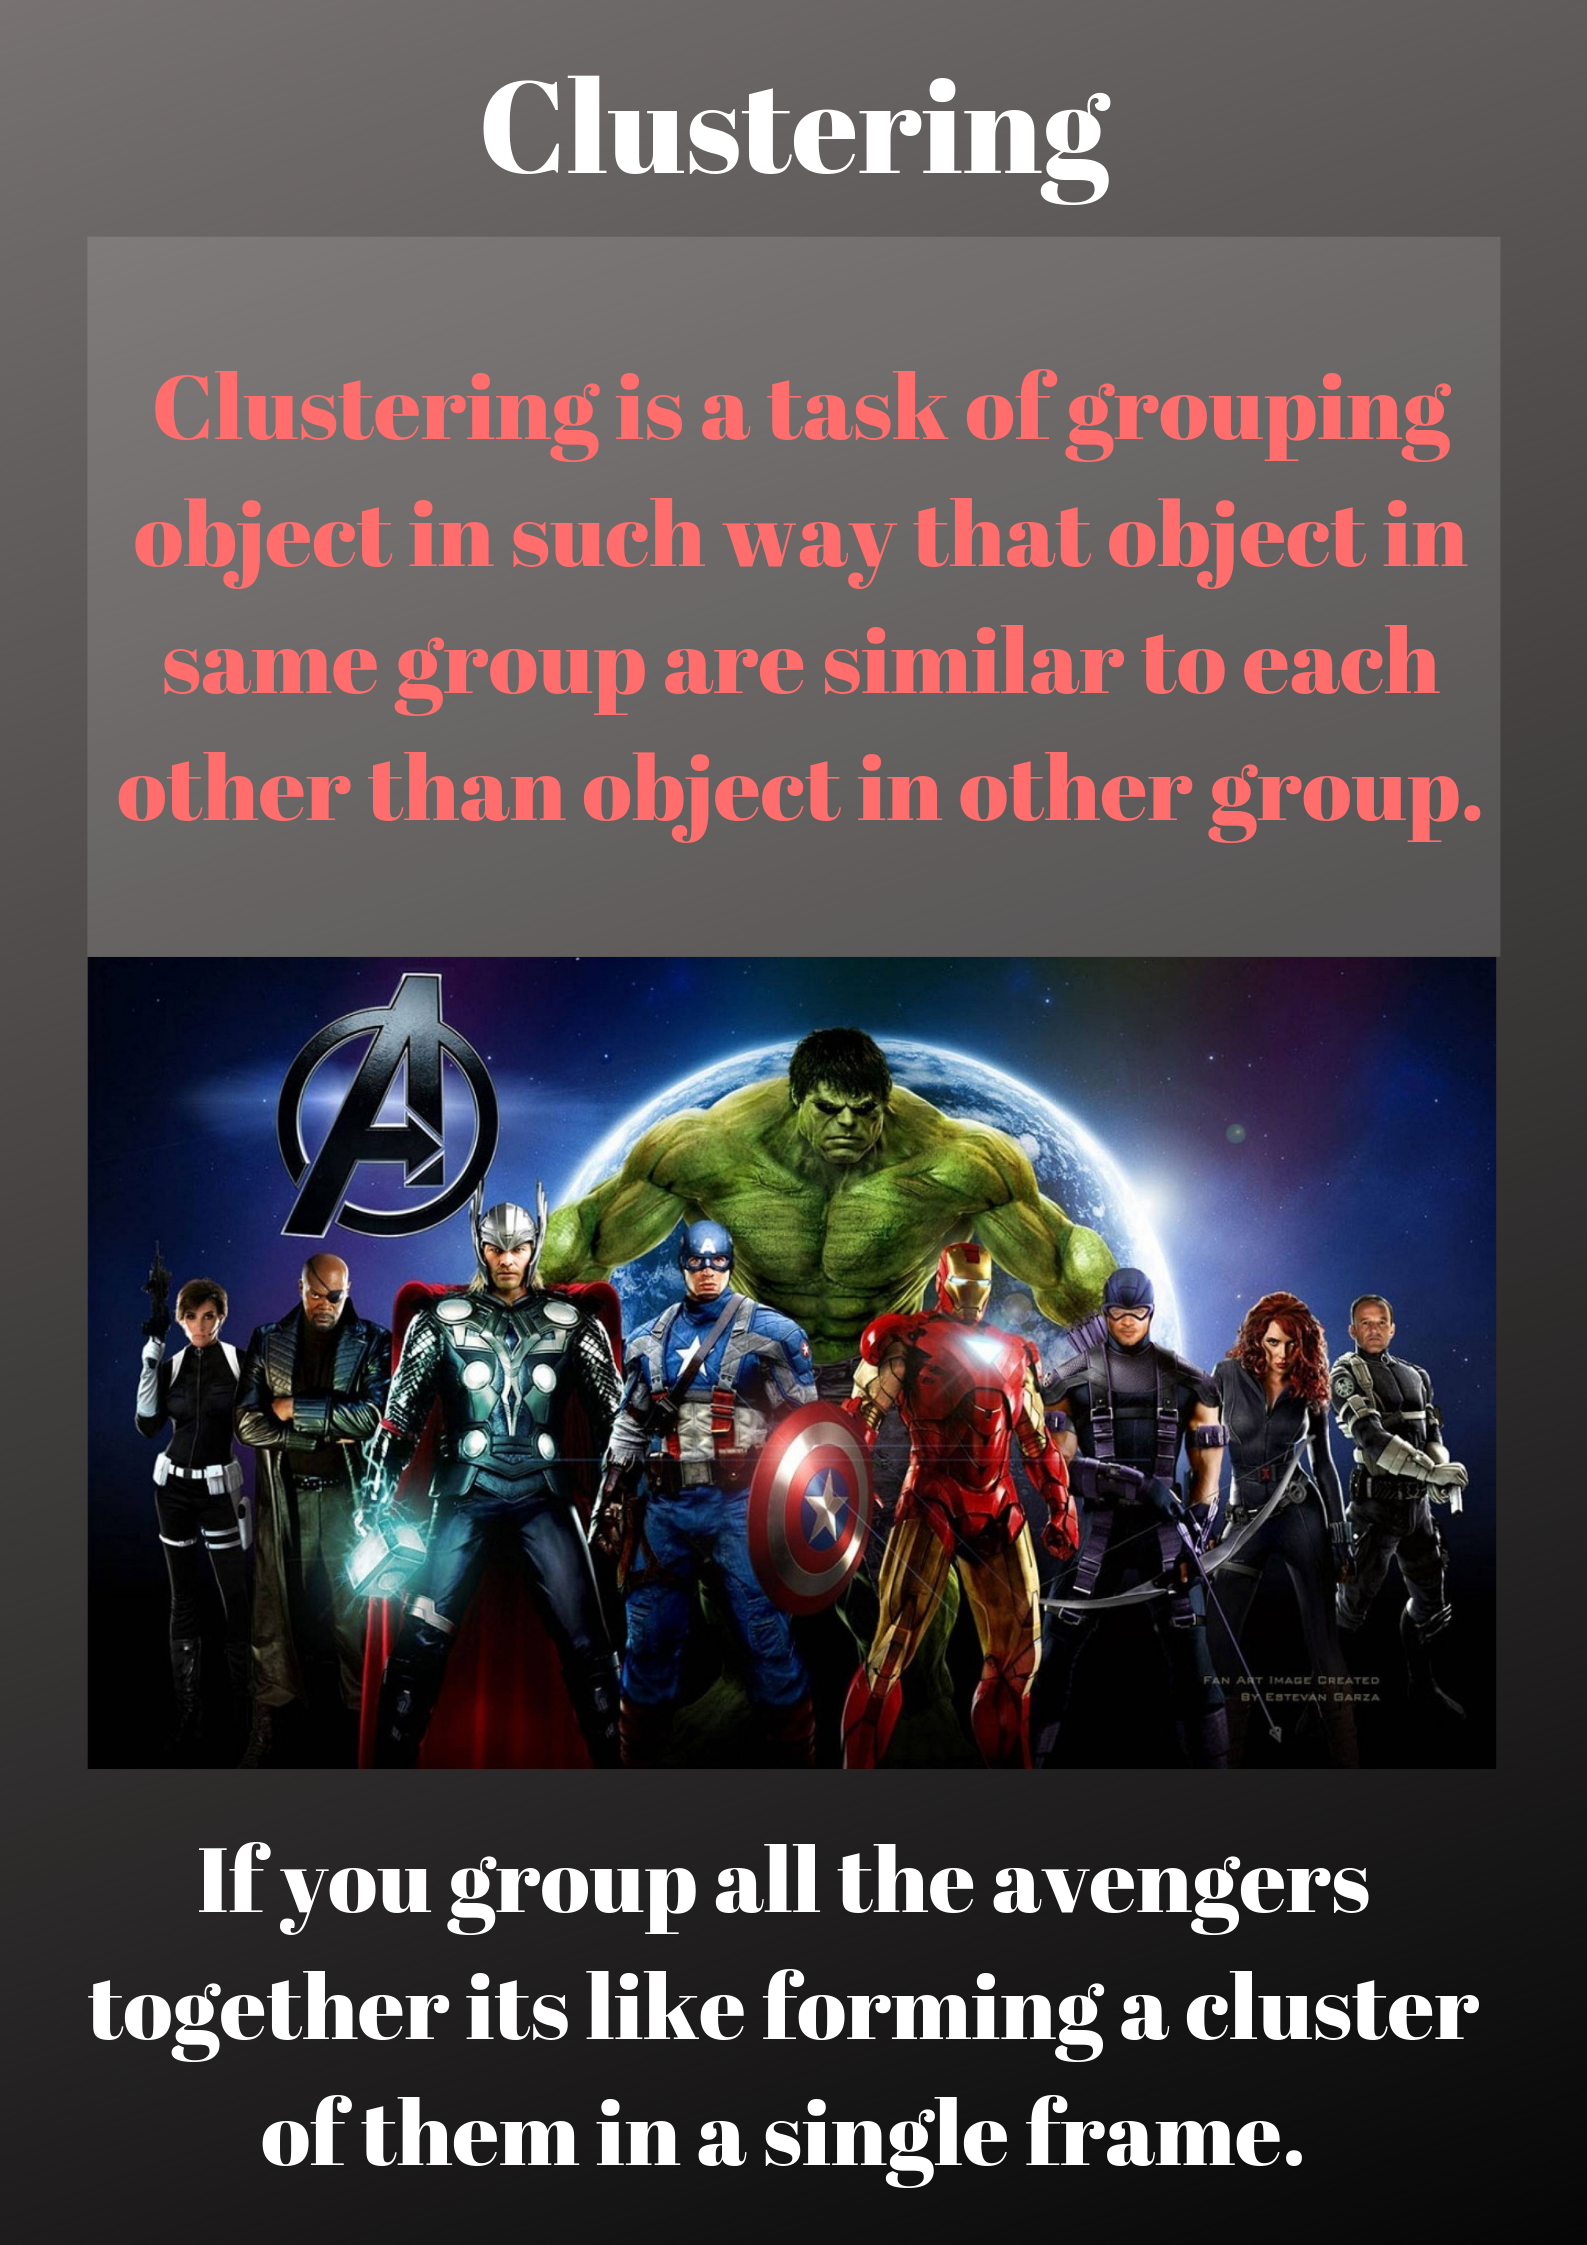 Clustering
Clustering is a task of grouping
object in such way that object in
same group are similar to each
other than object in other group.
FAN ART IMAGE CREATED
BY ESTEVAN GARZA
If you group all the avengers
together its like forming a cluster
of them in a single frame.